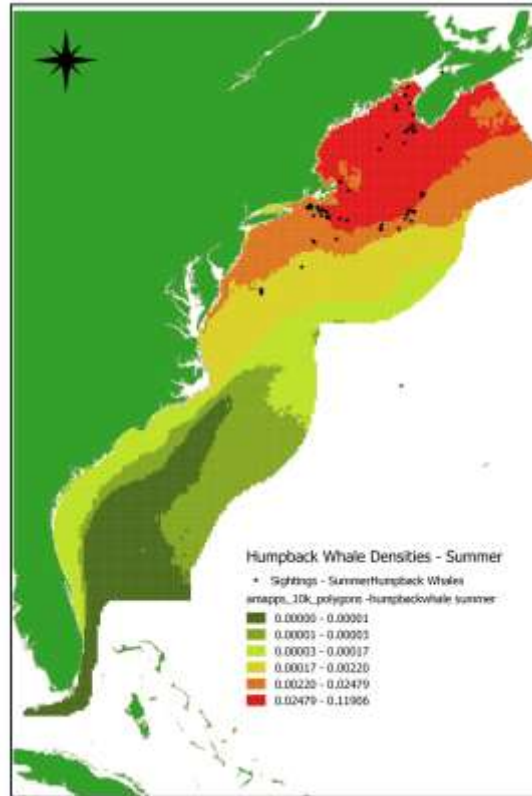 Humpback Whale Densities - Summer
Sightings - SummerHumpback Whales
amapps_10k_polygons -humpbackwhale summer
0.00000 - 0.00001
0.00001 - 0.00003
0.00003 - 0.00017
0.00017 - 0.00220
0.00220 - 0.02479
0.02479 - 0.11906